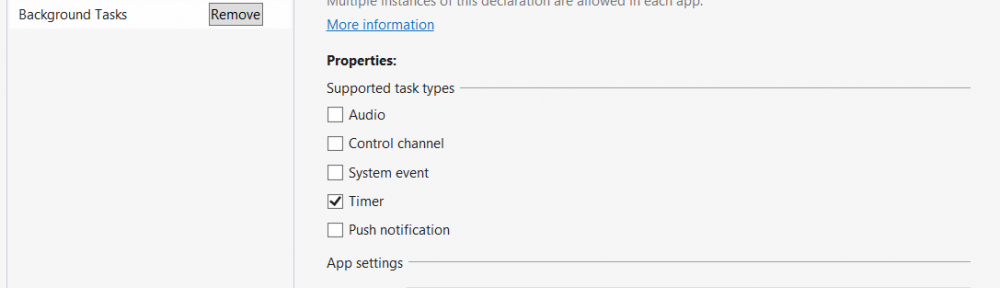 Multiple instances of this declaration are allowed in each app.
Background Tasks Remove
More information
Properties:
Supported task types
Audio
Control channel
System event
Timer
Push notification
App settings